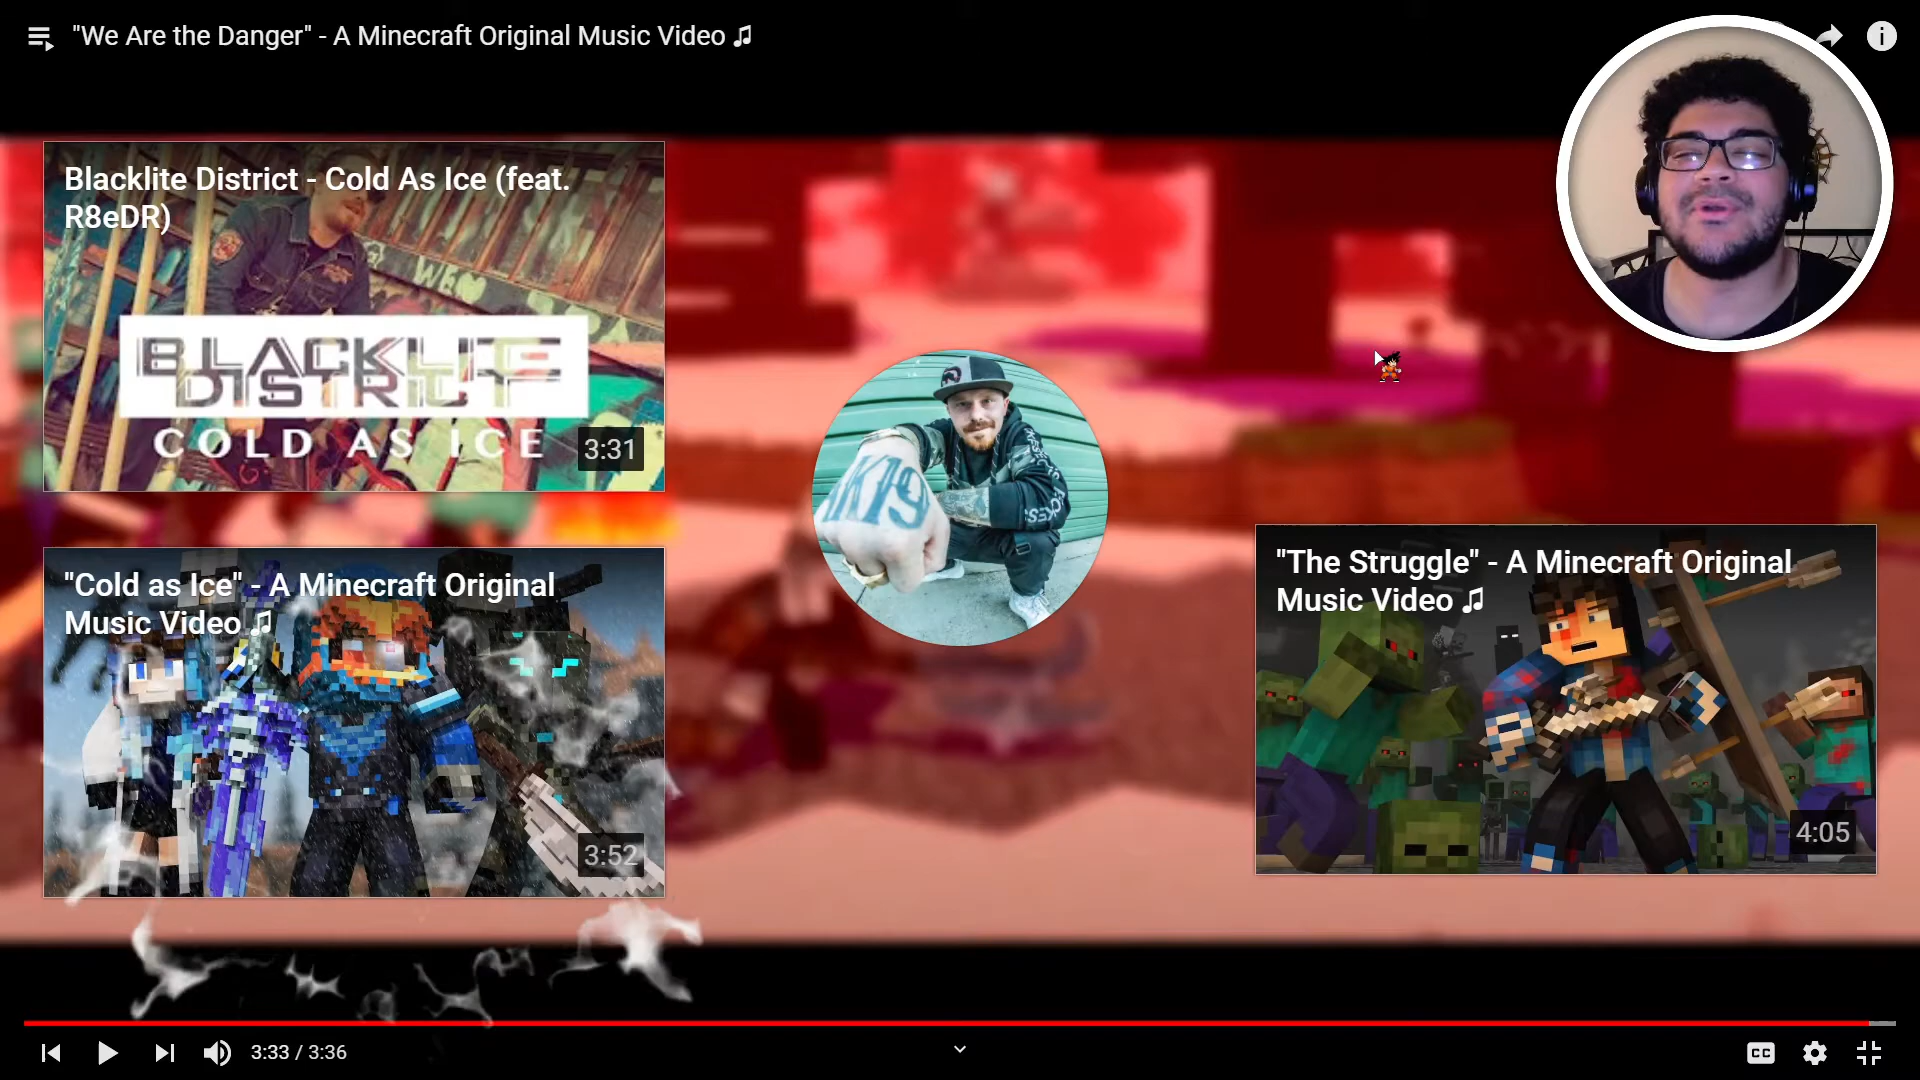 "We Are the Danger" - A Minecraft Original Music Video ♫
Blacklite District - Cold As Ice (feat.
R8eDR)
BLACKLITE
DISTRICT
COLD AS ICE
3:31
"Cold as Ice" - A Minecraft Original
Music Video ♫
3:52
K19
"The Struggle" - A Minecraft Original
Music Video ♫
4:05
3:33 / 3:36
CC